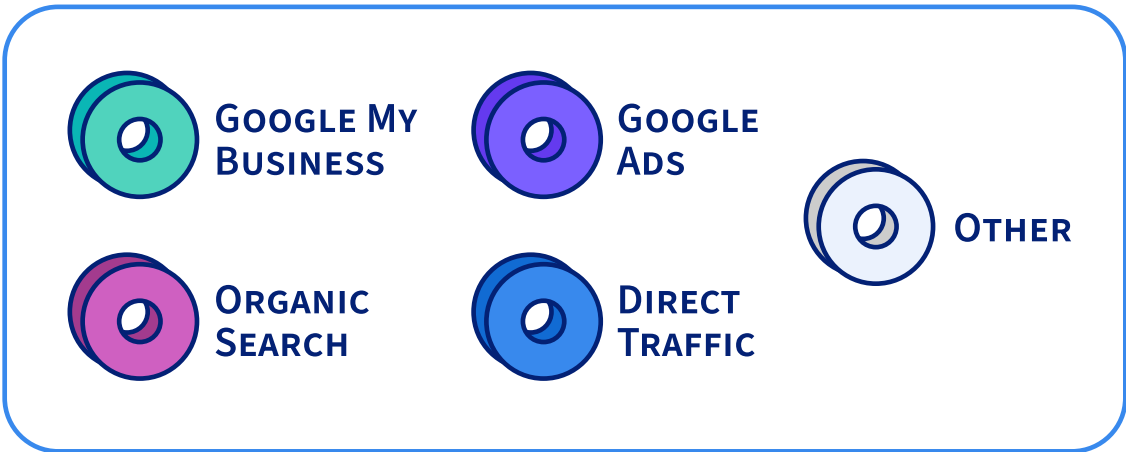 Google My
Business
Google
Ads
Organic
Search
Direct
Traffic
Other